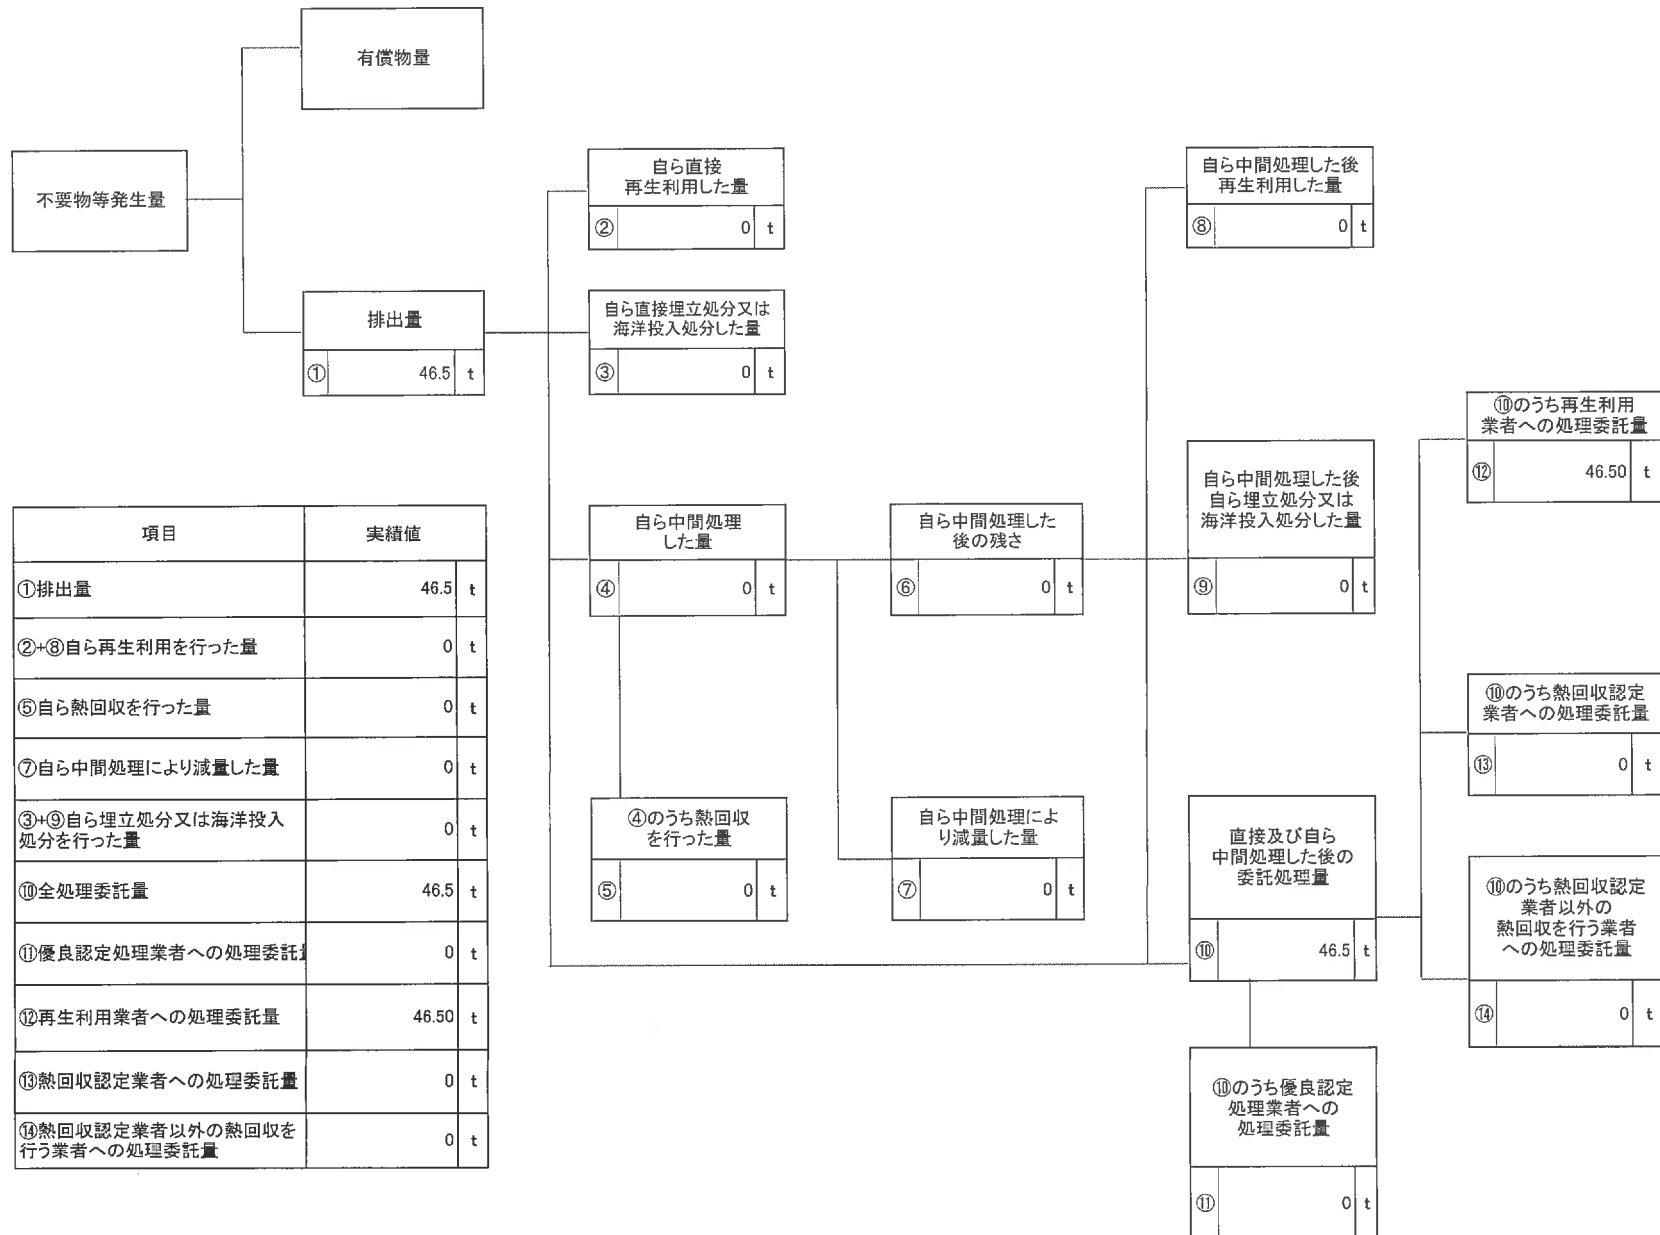 有償物量
不要物等発生量
排出量
① 46.5 t
自ら直接
再生利用した量
② 0 t
自ら直接埋立処分又は
海洋投入処分した量
③ 0 t
自ら中間処理
した量
④ 0 t
④のうち熱回収
を行った量
⑤ 0 t
自ら中間処理した
後の残さ
⑥ 0 t
自ら中間処理によ
り減量した量
⑦ 0 t
自ら中間処理した後
再生利用した量
⑧ 0 t
自ら中間処理した後
自ら埋立処分又は
海洋投入処分した量
⑨ 0 t
直接及び自ら
中間処理した後の
委託処理量
⑩ 46.5 t
⑩のうち優良認定
処理業者への
処理委託量
⑪ 0 t
⑩のうち再生利用
業者への処理委託量
⑫ 46.50 t
⑩のうち熱回収認定
業者への処理委託量
⑬ 0 t
⑩のうち熱回収認定
業者以外の
熱回収を行う業者
への処理委託量
⑭ 0 t
項目 実績値
①排出量 46.5 t
②+⑧自ら再生利用を行った量 0 t
⑤自ら熱回収を行った量 0 t
⑦自ら中間処理により減量した量 0 t
③+⑨自ら埋立処分又は海洋投入
処分を行った量 0 t
⑩全処理委託量 46.5 t
⑪優良認定処理業者への処理委託 0 t
⑫再生利用業者への処理委託量 46.50 t
⑬熱回収認定業者への処理委託量 0 t
⑭熱回収認定業者以外の熱回収を
行う業者への処理委託量 0 t